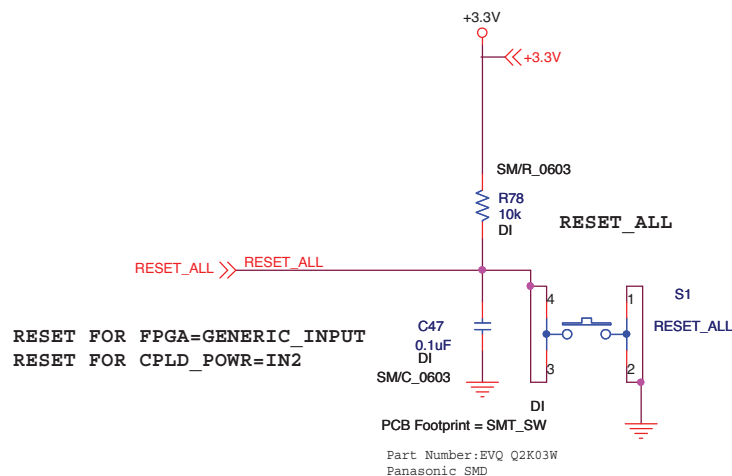 +3.3V
+3.3V
SM/R_0603
R78
10k
DI
RESET_ALL
RESET_ALL
RESET_ALL
4
1
S1
C47
0.1uF
DI
SM/C_0603
RESET_ALL
RESET FOR FPGA=GENERIC_INPUT
RESET FOR CPLD_POWR=IN2
3
2
DI
PCB Footprint = SMT_SW
Part Number:EVQ Q2K03W
Panasonic SMD